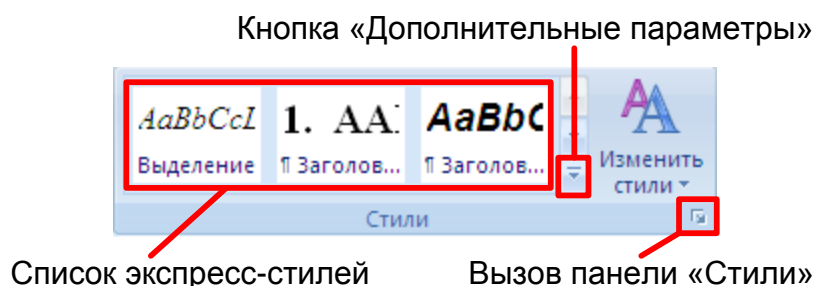 Кнопка «Дополнительные параметры»
AaBbCcI 1. AA AaBbC
Выделение ¶ Заголов... ¶ Заголов...
Изменить
стили
Стили
Список экспресс-стилей Вызов панели «Стили»